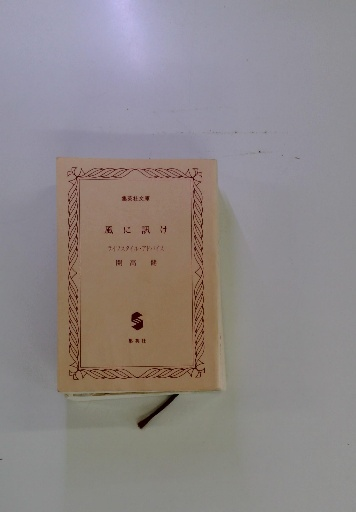 集英社文庫
風に訊け
ライフスタイル・アドバイス
開高 健
集英社